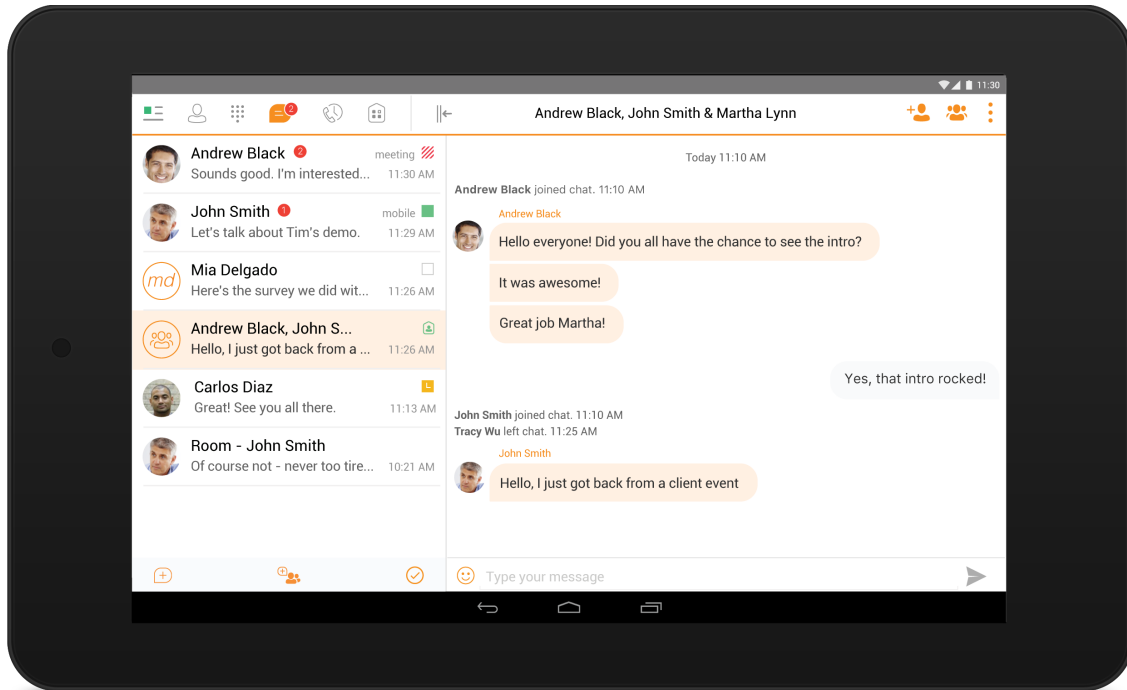 11:30
2
Andrew Black, John Smith & Martha Lynn
Andrew Black 2 meeting
Sounds good. I'm interested... 11:30 AM
John Smith 1 mobile
Let's talk about Tim's demo. 11:29 AM
md
Mia Delgado
Here's the survey we did wit... 11:26 AM
Andrew Black, John S...
Hello, I just got back from a ... 11:26 AM
Carlos Diaz L
Great! See you all there. 11:13 AM
Room - John Smith
Of course not - never too tire... 10:21 AM
Today 11:10 AM
Andrew Black joined chat. 11:10 AM
Andrew Black
Hello everyone! Did you all have the chance to see the intro?
It was awesome!
Great job Martha!
Yes, that intro rocked!
John Smith joined chat. 11:10 AM
Tracy Wu left chat. 11:25 AM
John Smith
Hello, I just got back from a client event
Type your message